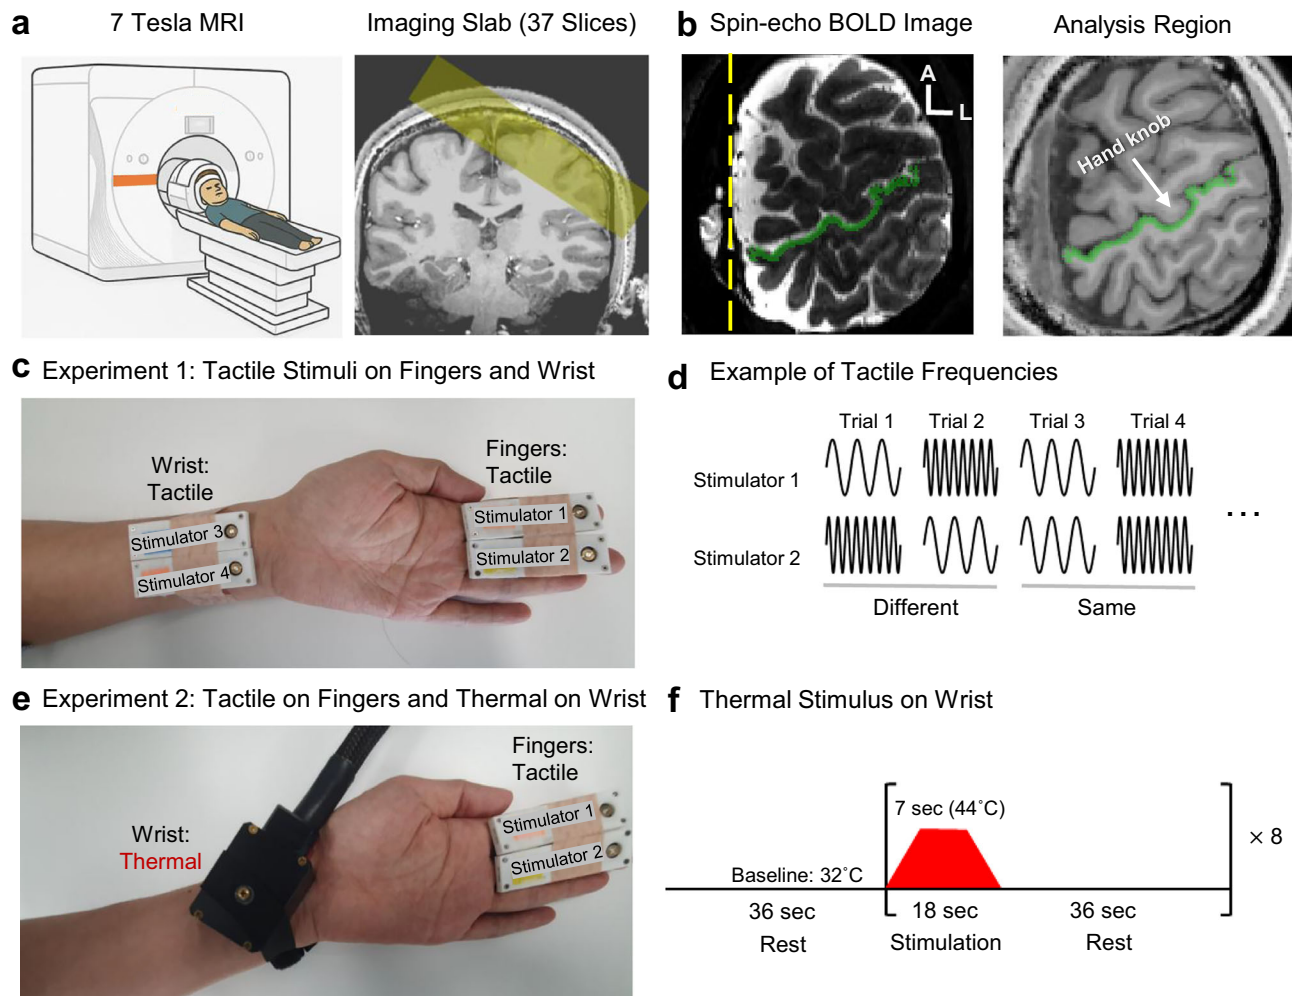 a 7 Tesla MRI Imaging Slab (37 Slices)
b Spin-echo BOLD Image Analysis Region
A
L
Hand knob
c Experiment 1: Tactile Stimuli on Fingers and Wrist
Wrist:
Tactile
Fingers:
Tactile
Stimulator 3
Stimulator 4
Stimulator 1
Stimulator 2
d Example of Tactile Frequencies
Trial 1 Trial 2 Trial 3 Trial 4
Stimulator 1
...
Stimulator 2
Different Same
e Experiment 2: Tactile on Fingers and Thermal on Wrist
Fingers:
Tactile
Wrist:
Thermal
Stimulator 1
Stimulator 2
f Thermal Stimulus on Wrist
7 sec (44˚C)
× 8
Baseline: 32˚C
36 sec 18 sec 36 sec
Rest Stimulation Rest